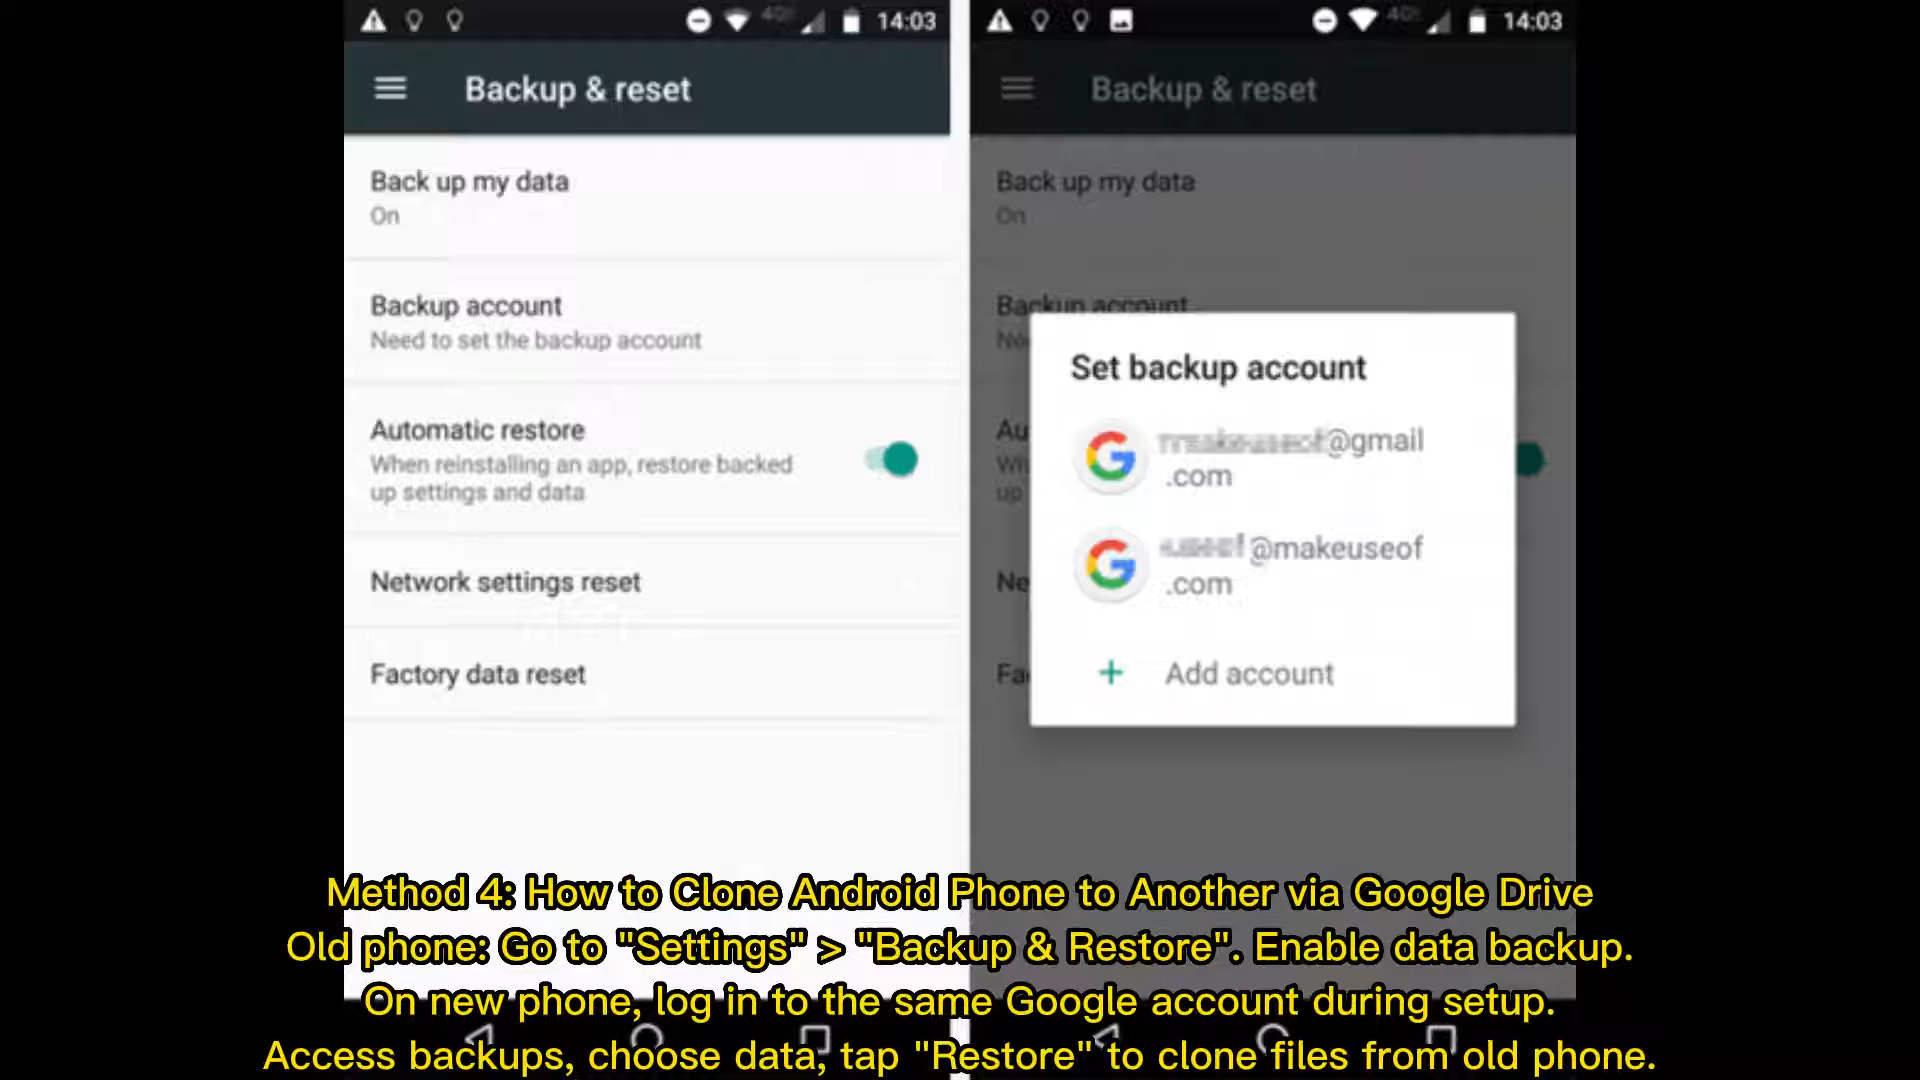 14:03
Backup & reset
Back up my data
On
Backup account
Need to set the backup account
Automatic restore
When reinstalling an app, restore backed
up settings and data
Network settings reset
Factory data reset
14:03
Backup & reset
Back up my data
On
Backup account
Set backup account
@gmail
.com
@makeuseof
.com
Add account
Method 4: How to Clone Android Phone to Another via Google Drive
Old phone: Go to "Settings" > "Backup & Restore". Enable data backup.
On new phone, log in to the same Google account during setup.
Access backups, choose data, tap "Restore" to clone files from old phone.